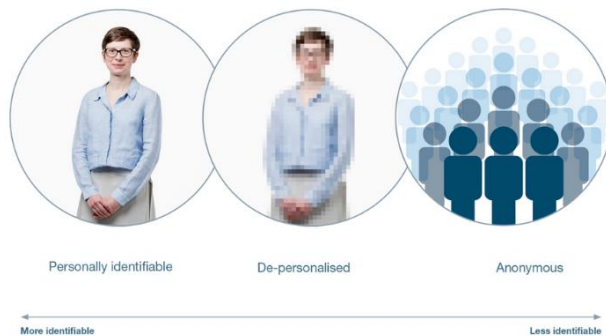 Personally identifiable
De-personalised
Anonymous
More identifiable
Less identifiable